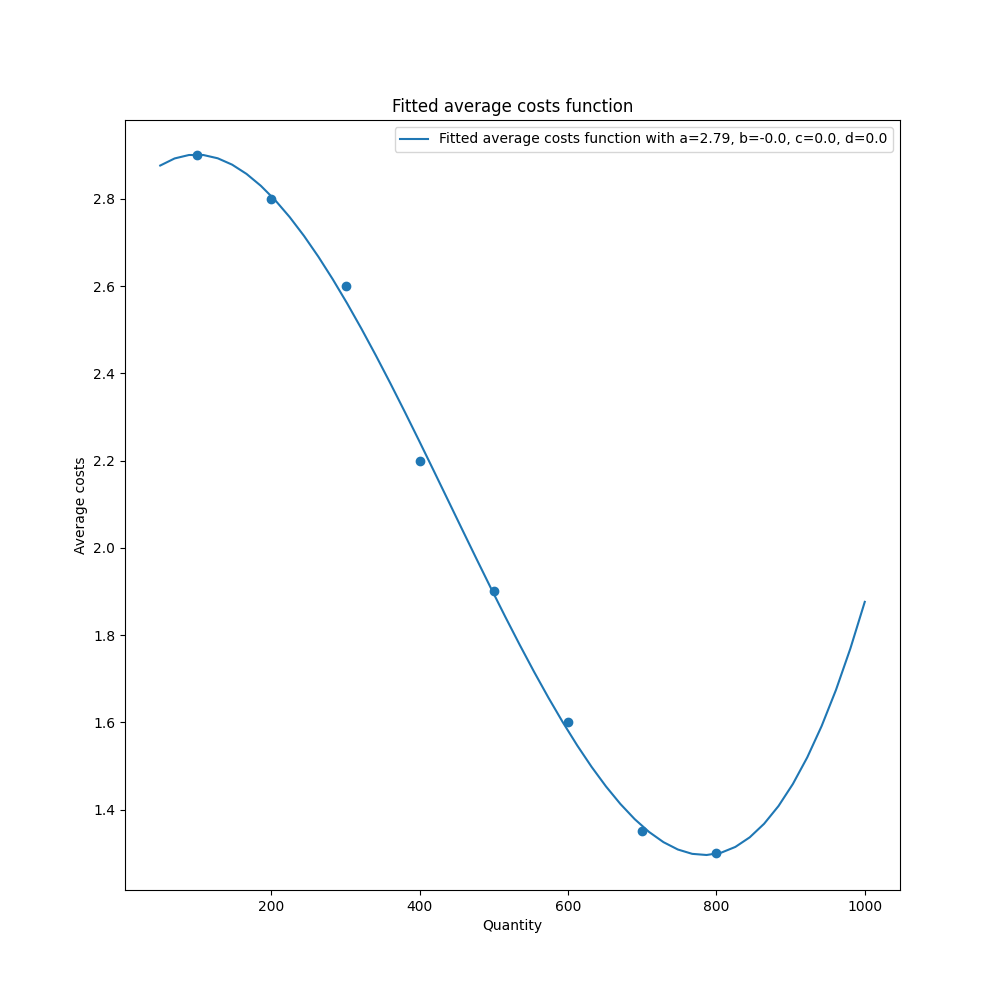 Fitted average costs function
Fitted average costs function with a=2.79, b=-0.0, c=0.0, d=0.0
2.8
2.6
2.4
2.2
2.0
1.8
1.6
1.4
Average costs
200 400 600 800 1000
Quantity